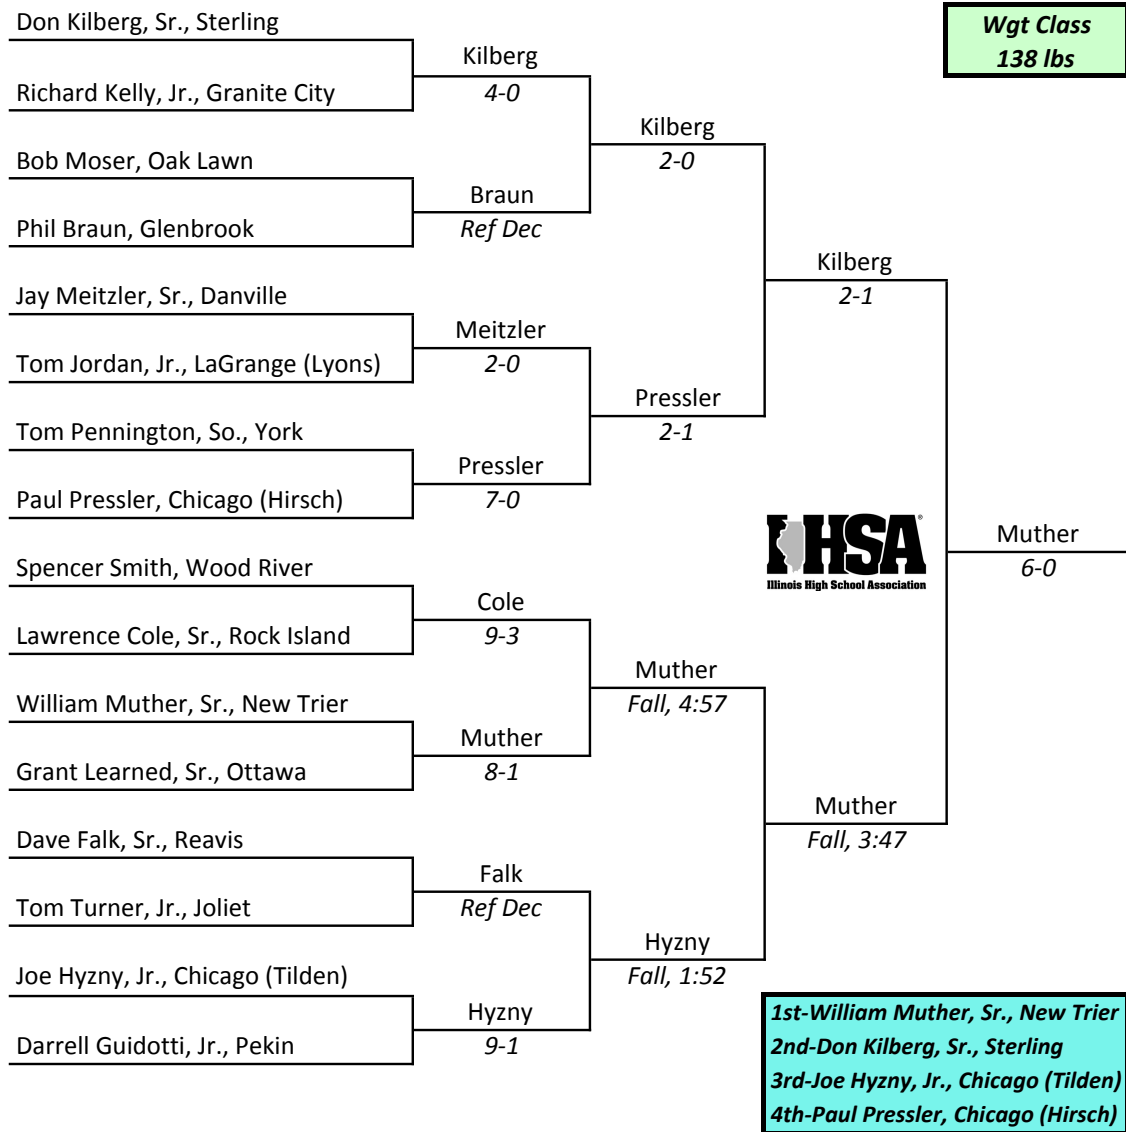 Don Kilberg, Sr., Sterling
Wgt Class
138 lbs
Kilberg
4-0
Richard Kelly, Jr., Granite City
Kilberg
2-0
Bob Moser, Oak Lawn
Braun
Ref Dec
Phil Braun, Glenbrook
Kilberg
2-1
Jay Meitzler, Sr., Danville
Meitzler
2-0
Tom Jordan, Jr., LaGrange (Lyons)
Pressler
2-1
Tom Pennington, So., York
Pressler
7-0
Paul Pressler, Chicago (Hirsch)
IHSA
Illinois High School Association
Muther
6-0
Spencer Smith, Wood River
Cole
9-3
Lawrence Cole, Sr., Rock Island
Muther
Fall, 4:57
William Muther, Sr., New Trier
Muther
8-1
Grant Learned, Sr., Ottawa
Muther
Fall, 3:47
Dave Falk, Sr., Reavis
Falk
Ref Dec
Tom Turner, Jr., Joliet
Hyzny
Fall, 1:52
Joe Hyzny, Jr., Chicago (Tilden)
Hyzny
9-1
Darrell Guidotti, Jr., Pekin
1st-William Muther, Sr., New Trier
2nd-Don Kilberg, Sr., Sterling
3rd-Joe Hyzny, Jr., Chicago (Tilden)
4th-Paul Pressler, Chicago (Hirsch)